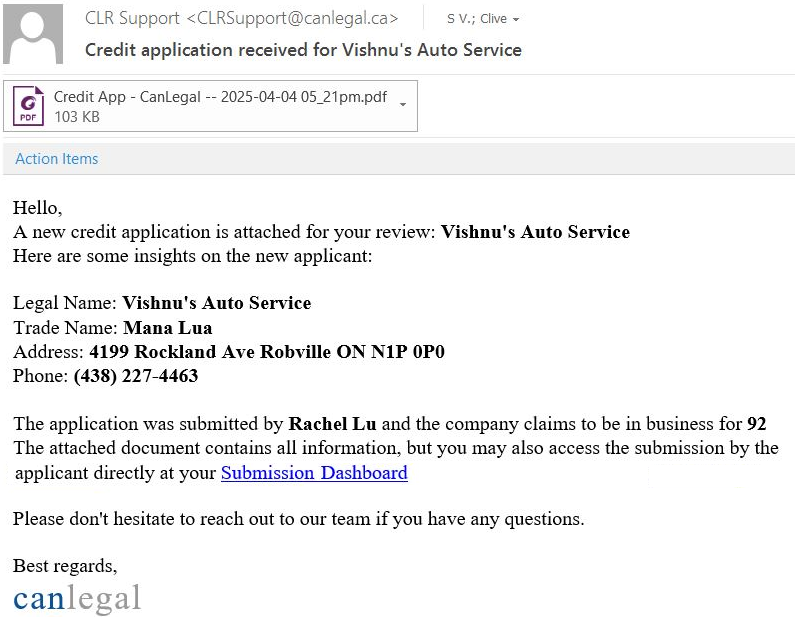 CLR Support <CLRSupport@canlegal.ca> S V.; Clive
Credit application received for Vishnu's Auto Service
Credit App - CanLegal -- 2025-04-04 05_21pm.pdf
PDF
103 KB
Action Items
Hello,
A new credit application is attached for your review: Vishnu's Auto Service
Here are some insights on the new applicant:
Legal Name: Vishnu's Auto Service
Trade Name: Mana Lua
Address: 4199 Rockland Ave Robville ON N1P 0P0
Phone: (438) 227-4463
The application was submitted by Rachel Lu and the company claims to be in business for 92
The attached document contains all information, but you may also access the submission by the
applicant directly at your Submission Dashboard
Please don't hesitate to reach out to our team if you have any questions.
Best regards,
canlegal